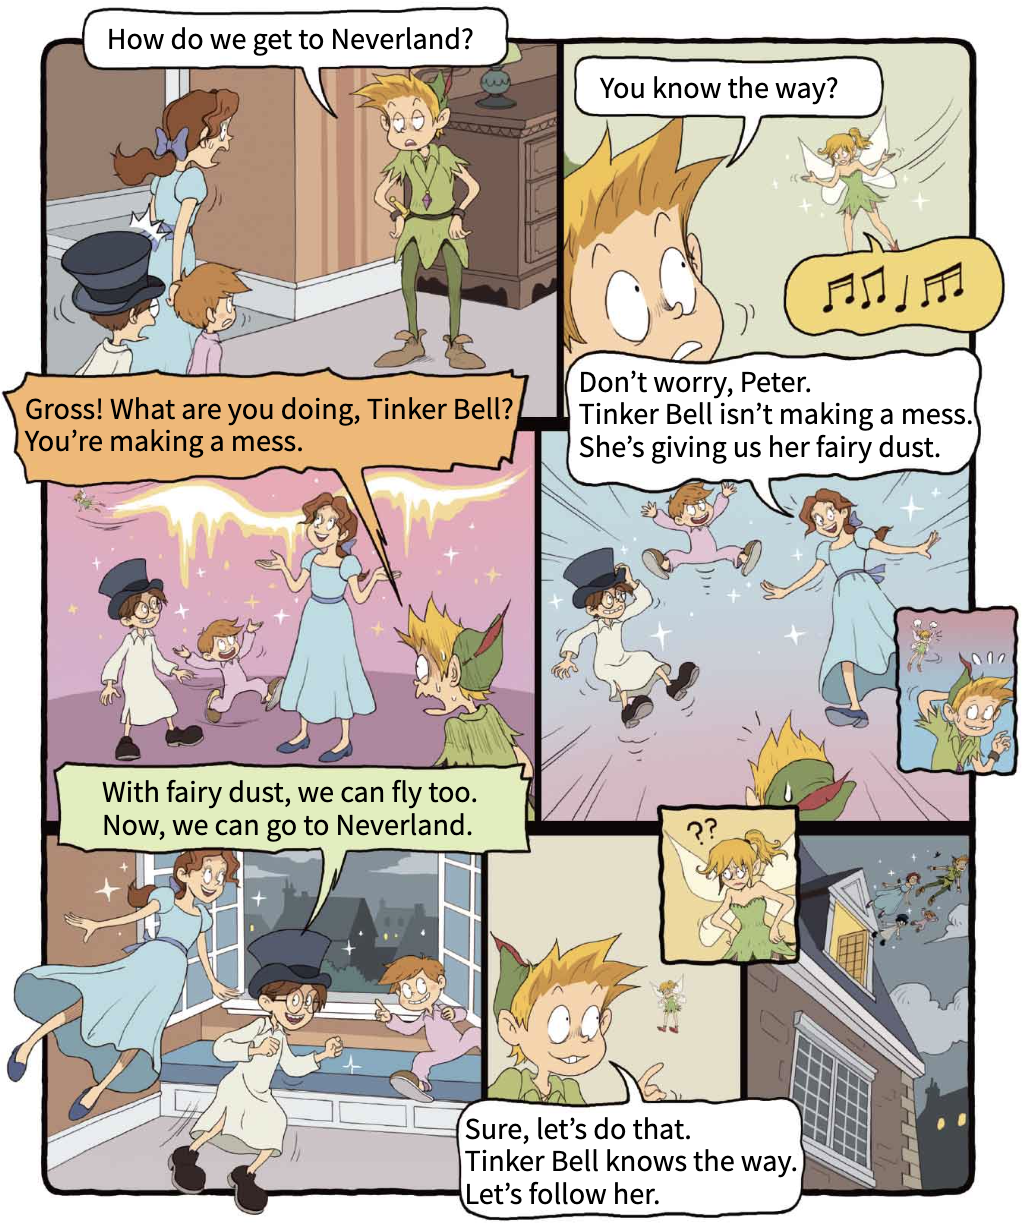 How do we get to Neverland?
You know the way?
Gross! What are you doing, Tinker Bell?
You're making a mess.
Don't worry, Peter.
Tinker Bell isn't making a mess.
She's giving us her fairy dust.
With fairy dust, we can fly too.
Now, we can go to Neverland.
??
Sure, let's do that.
Tinker Bell knows the way.
Let's follow her.